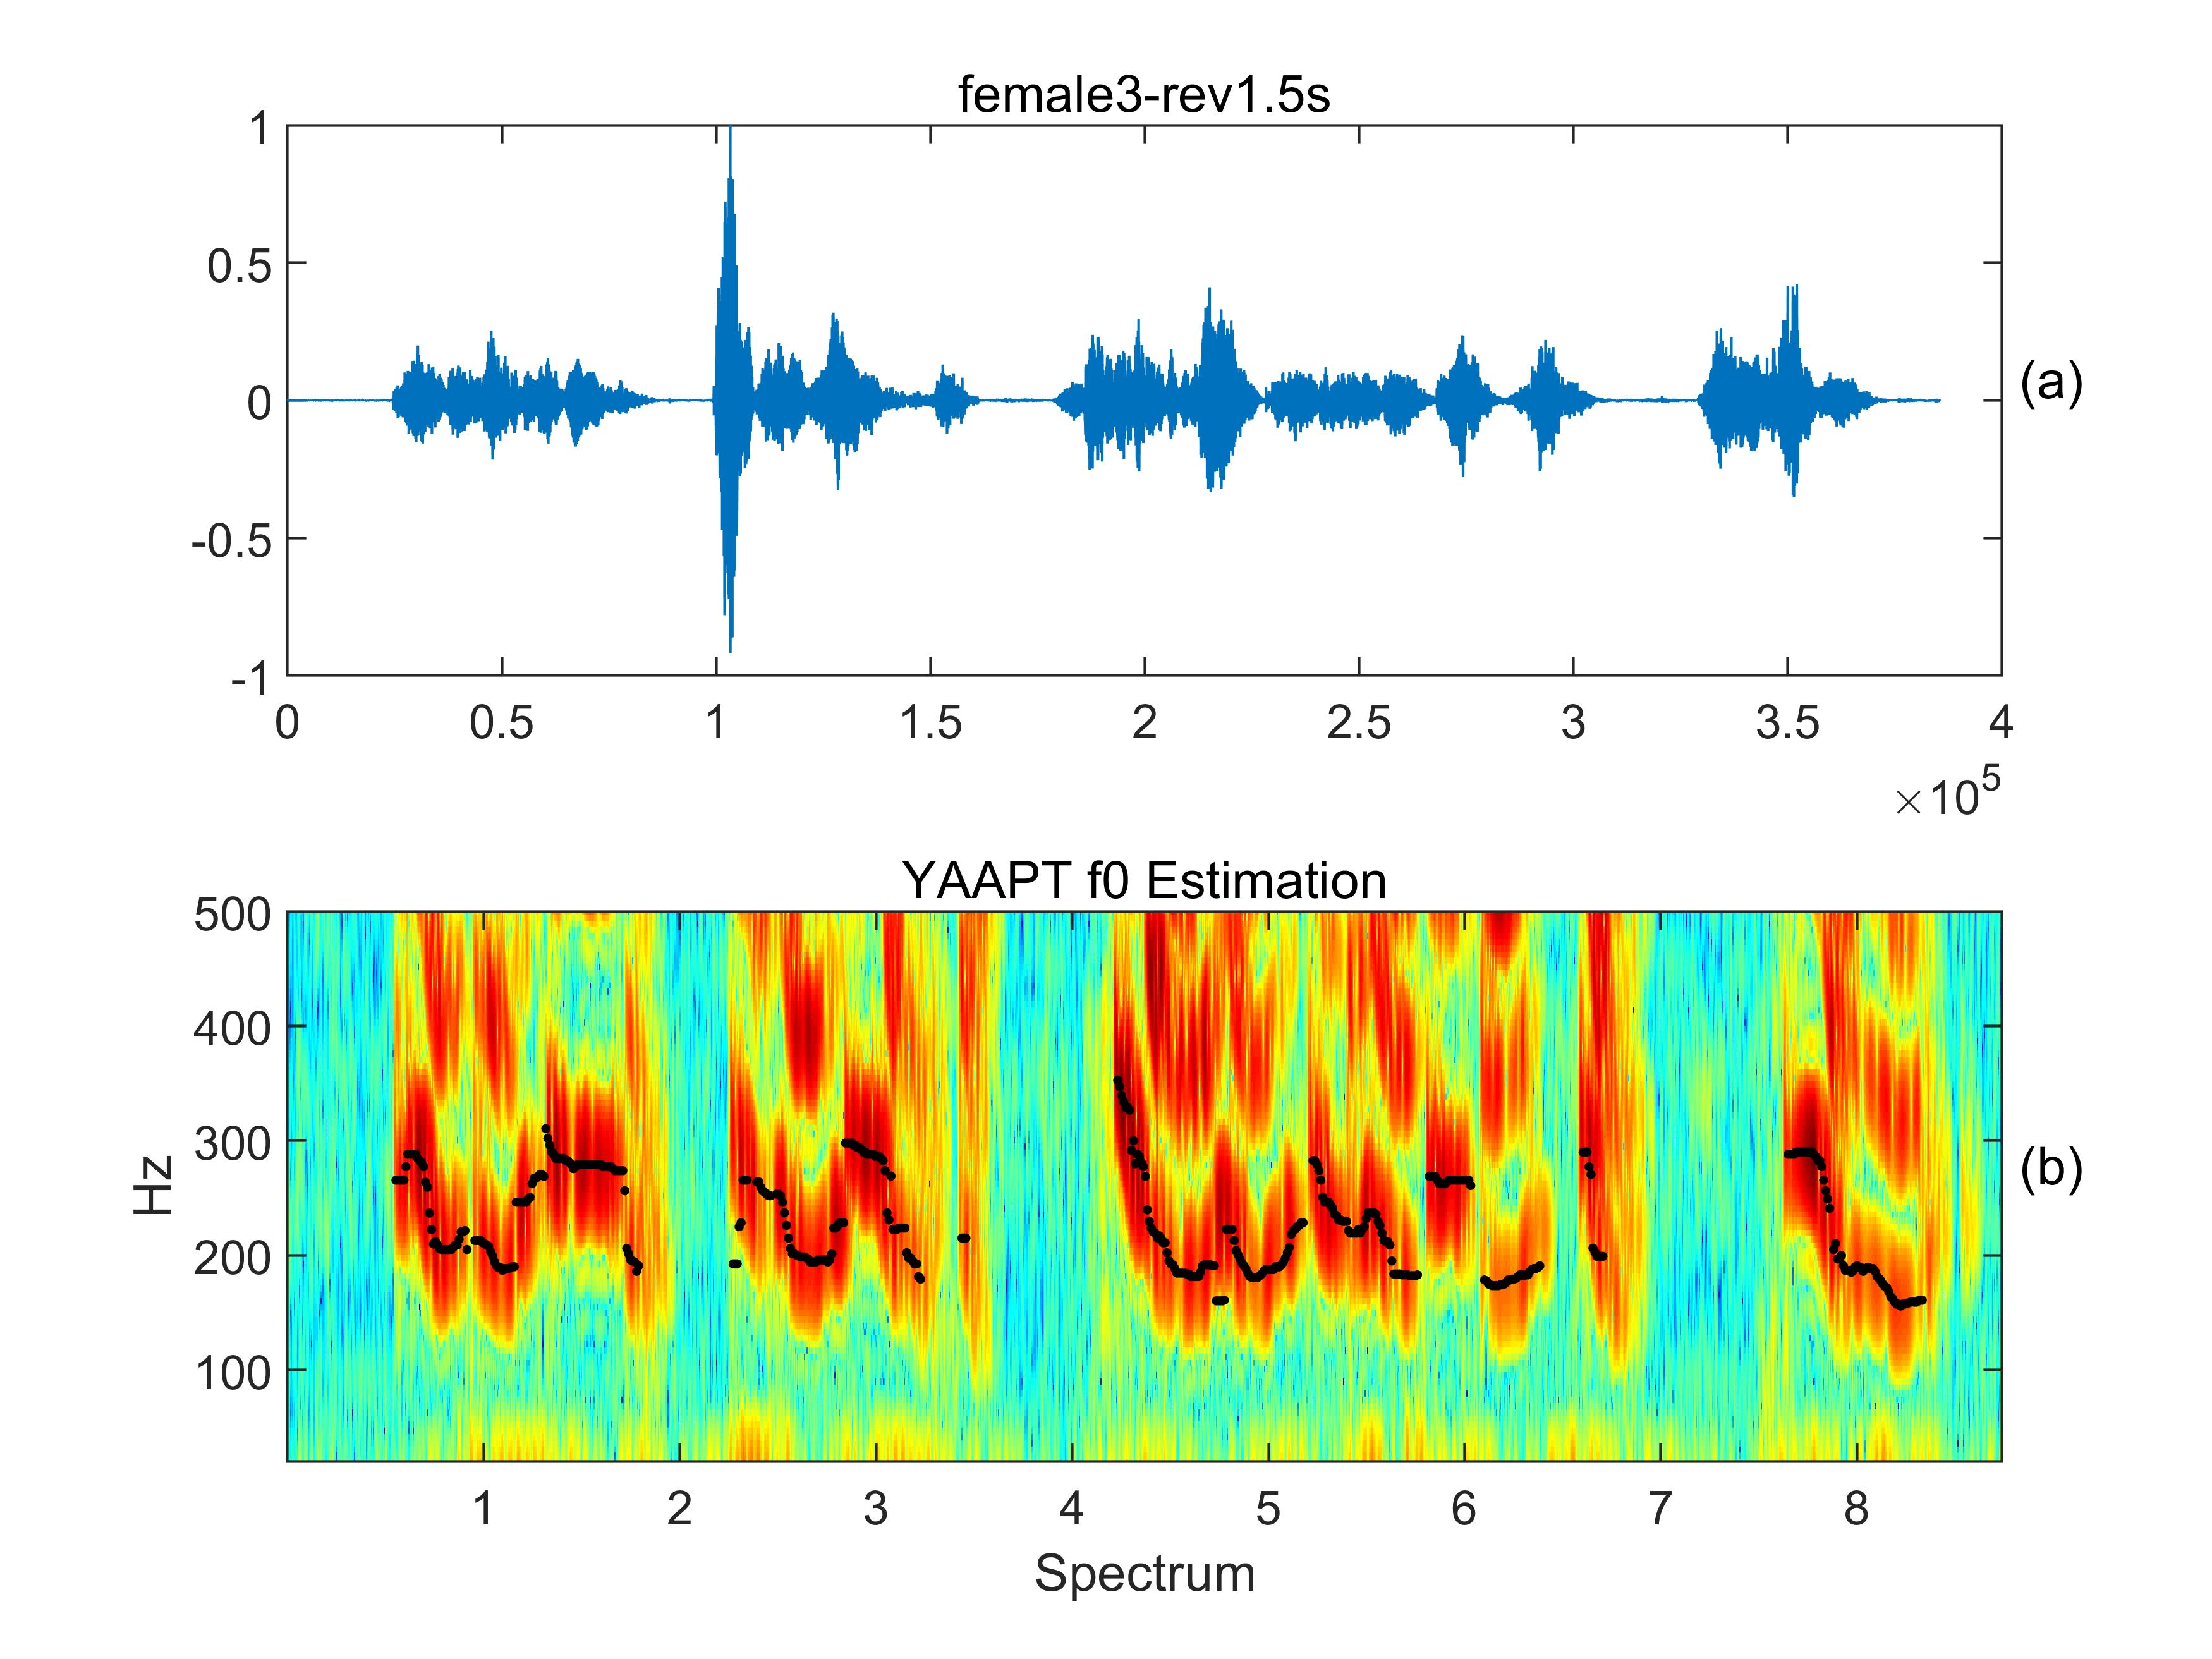 female3-rev1.5s
1
0.5
0
-0.5
-1
(a)
0 0.5 1 1.5 2 2.5 3 3.5 4
×10⁵
YAAPT f0 Estimation
500
400
300
200
100
Hz
(b)
1 2 3 4 5 6 7 8
Spectrum